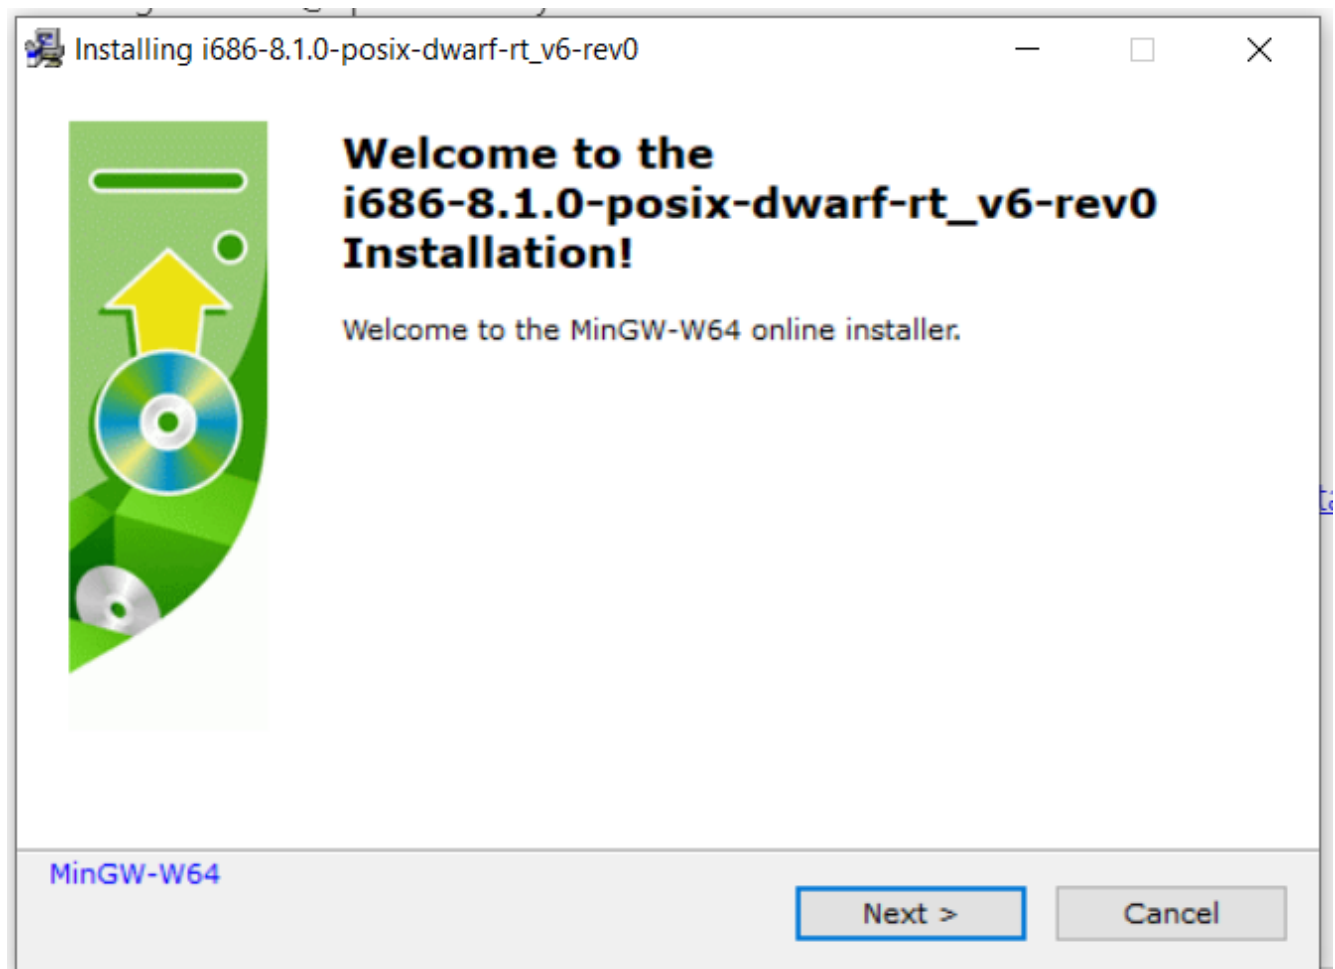 Installing i686-8.1.0-posix-dwarf-rt_v6-rev0
Welcome to the
i686-8.1.0-posix-dwarf-rt_v6-rev0
Installation!
Welcome to the MinGW-W64 online installer.
MinGW-W64
Next >
Cancel